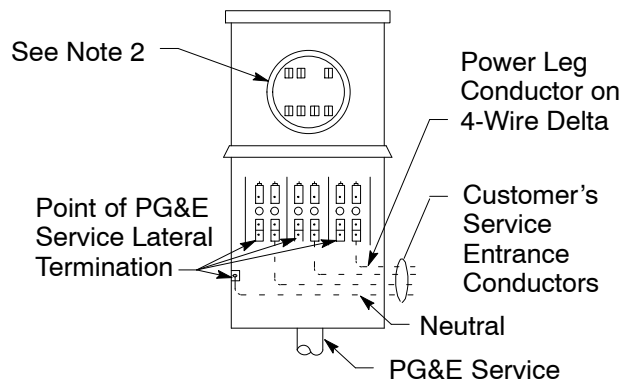 See Note 2
Power Leg
Conductor on
4-Wire Delta
Point of PG&E
Service Lateral
Termination
Customer's
Service
Entrance
Conductors
Neutral
PG&E Service